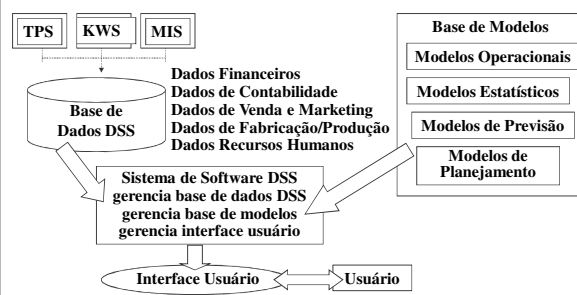 TPS
KWS
MIS
Base de
Dados DSS
Dados Financeiros
Dados de Contabilidade
Dados de Venda e Marketing
Dados de Fabricação/Produção
Dados Recursos Humanos
Base de Modelos
Modelos Operacionais
Modelos Estatísticos
Modelos de Previsão
Modelos de
Planejamento
Sistema de Software DSS
gerencia base de dados DSS
gerencia base de modelos
gerencia interface usuário
Interface Usuário
Usuário